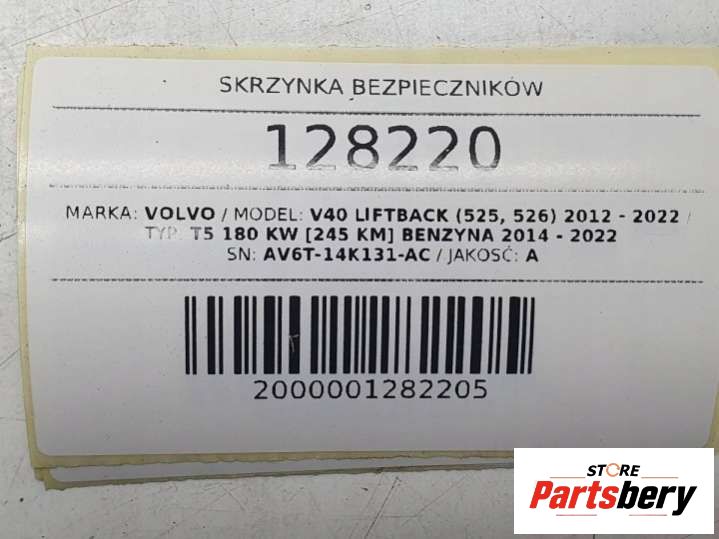 SKRZYNKA BEZPIECZNIKÓW
128220
MARKA: VOLVO / MODEL: V40 LIFTBACK (525, 526) 2012 - 2022 /
TYP: T5 180 KW [245 KM] BENZYNA 2014 - 2022
SN: AV6T-14K131-AC / JAKOŚĆ: A
2000001282205
STORE
Partsbery